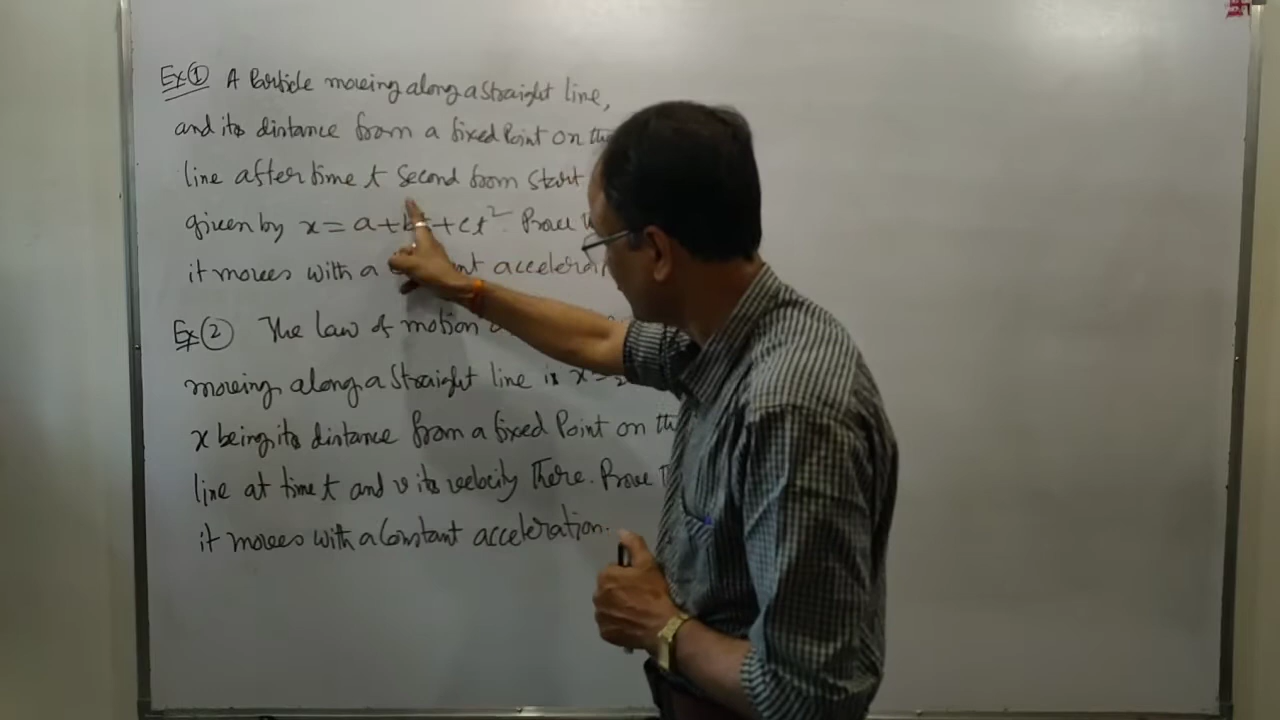 Ex① A Particle moving along a straight line,
and its distance from a fixed Point on
line after time t second from start
given by x = a + b + ct². Prove
it moves with a acceleration
Ex② The law of motion
moving along a straight line is x =
x being its distance from a fixed Point on
line at time t and v its velocity there. Prove
it moves with a Constant acceleration.